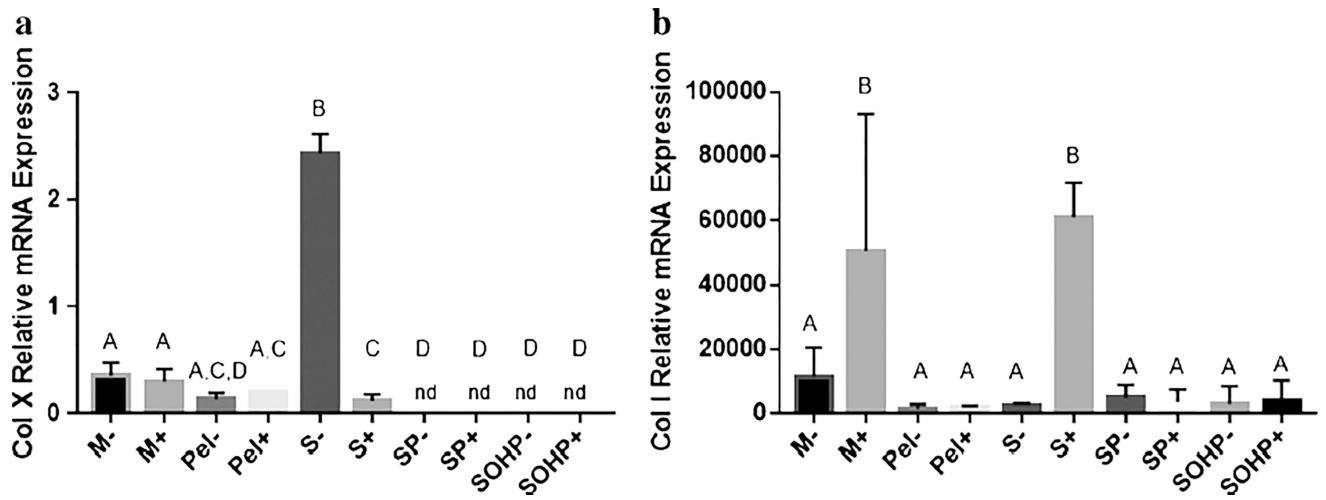 a
Col X Relative mRNA Expression
3
2
1
0
A
A
A,C,D
A,C
B
C
D
D
D
D
nd
nd
nd
nd
M-
M+
Pel-
Pel+
S-
S+
SP-
SP+
SOHP-
SOHP+
b
Col I Relative mRNA Expression
100000
80000
60000
40000
20000
0
A
B
A
A
A
B
A
A
A
A
M-
M+
Pel-
Pel+
S-
S+
SP-
SP+
SOHP-
SOHP+